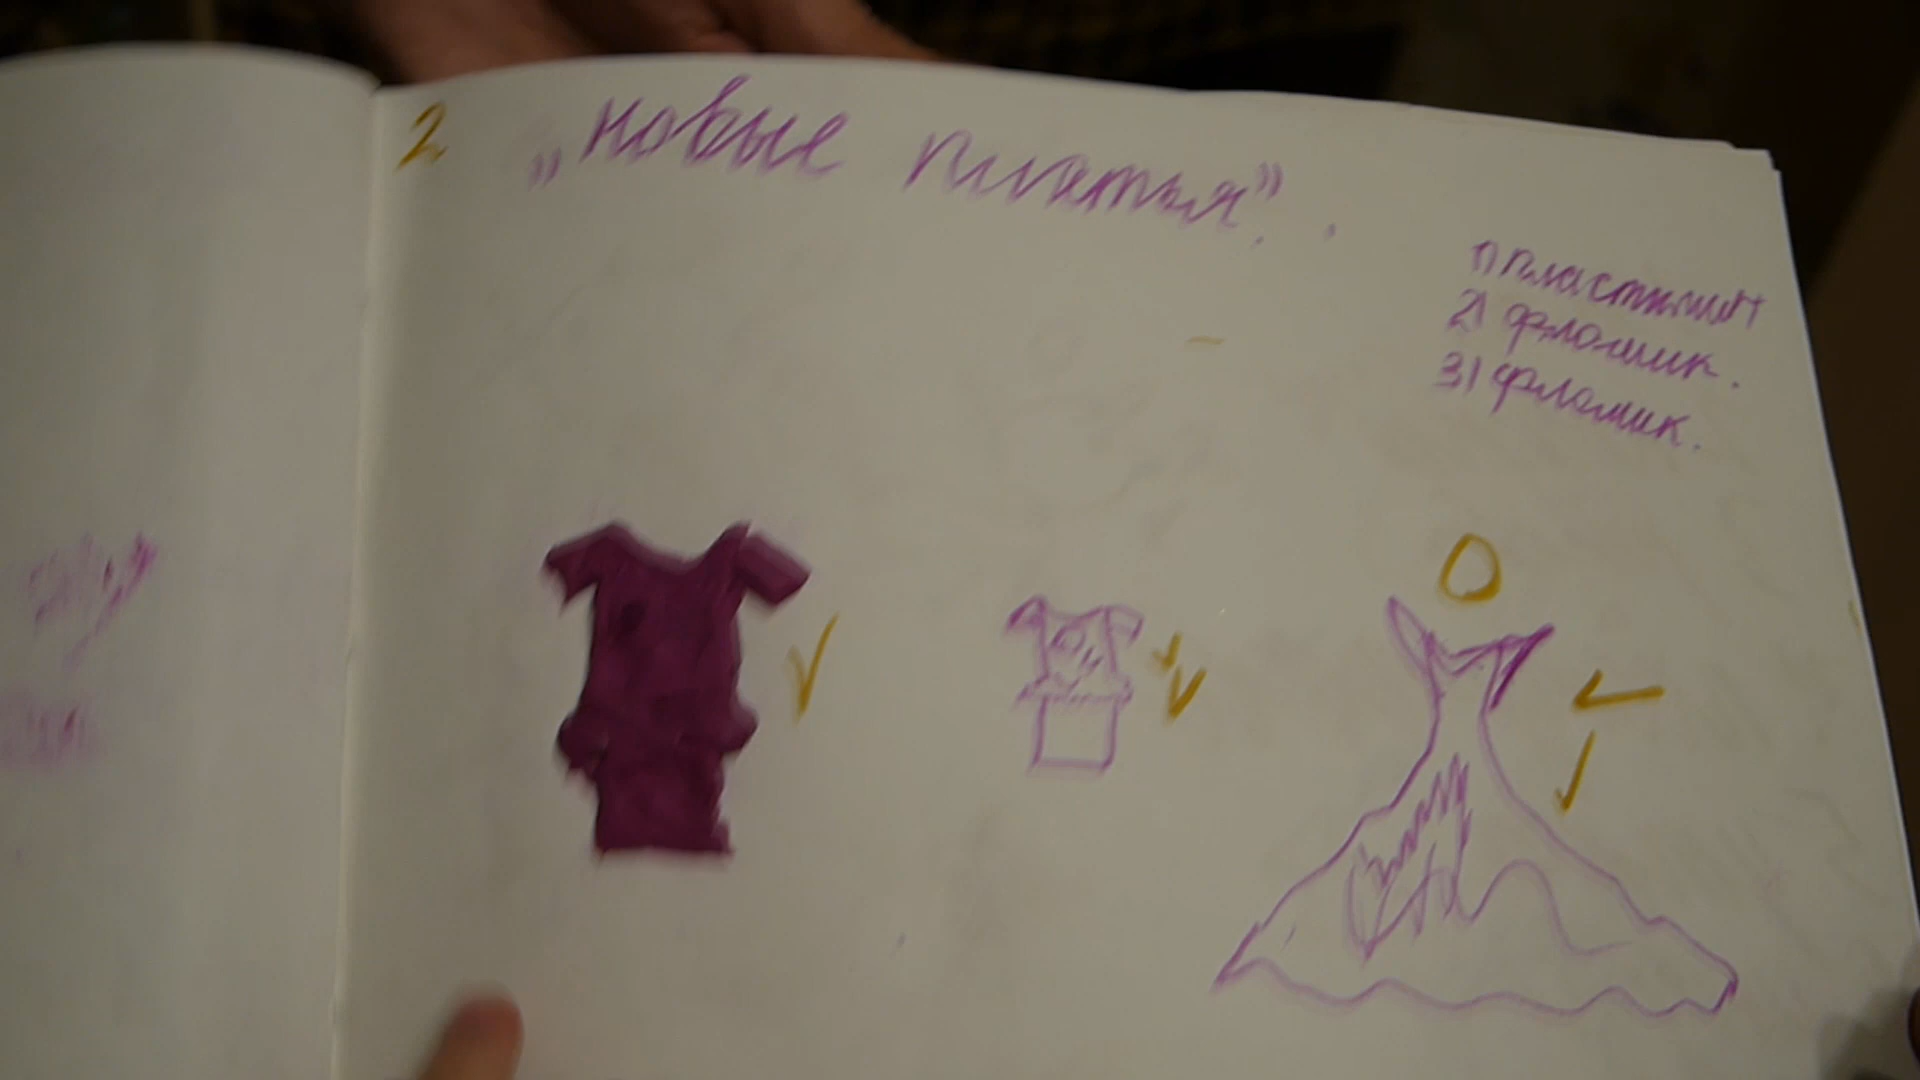 2 „новые платья”.
1) пластилин
2) фломик.
3) фломик.